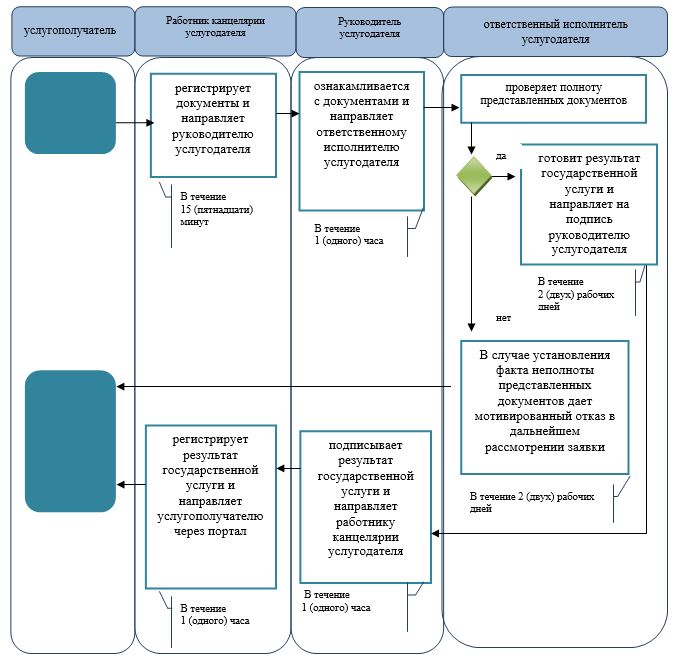 услугополучатель
Работник канцелярии
услугодателя
Руководитель
услугодателя
ответственный исполнитель
услугодателя
регистрирует
документы и
направляет
руководителю
услугодателя
В течение
15 (пятнадцати)
минут
ознакамливается
с документами и
направляет
ответственному
исполнителю
услугодателя
В течение
1 (одного) часа
проверяет полноту
представленных документов
да
готовит результат
государственной
услуги и
направляет на
подпись
руководителю
услугодателя
В течение
2 (двух) рабочих
дней
нет
В случае установления
факта неполноты
представленных
документов дает
мотивированный отказ в
дальнейшем
рассмотрении заявки
В течение 2 (двух) рабочих
дней
подписывает
результат
государственной
услуги и
направляет
работнику
канцелярии
услугодателя
В течение
1 (одного) часа
регистрирует
результат
государственной
услуги и
направляет
услугополучателю
через портал
В течение
1 (одного) часа